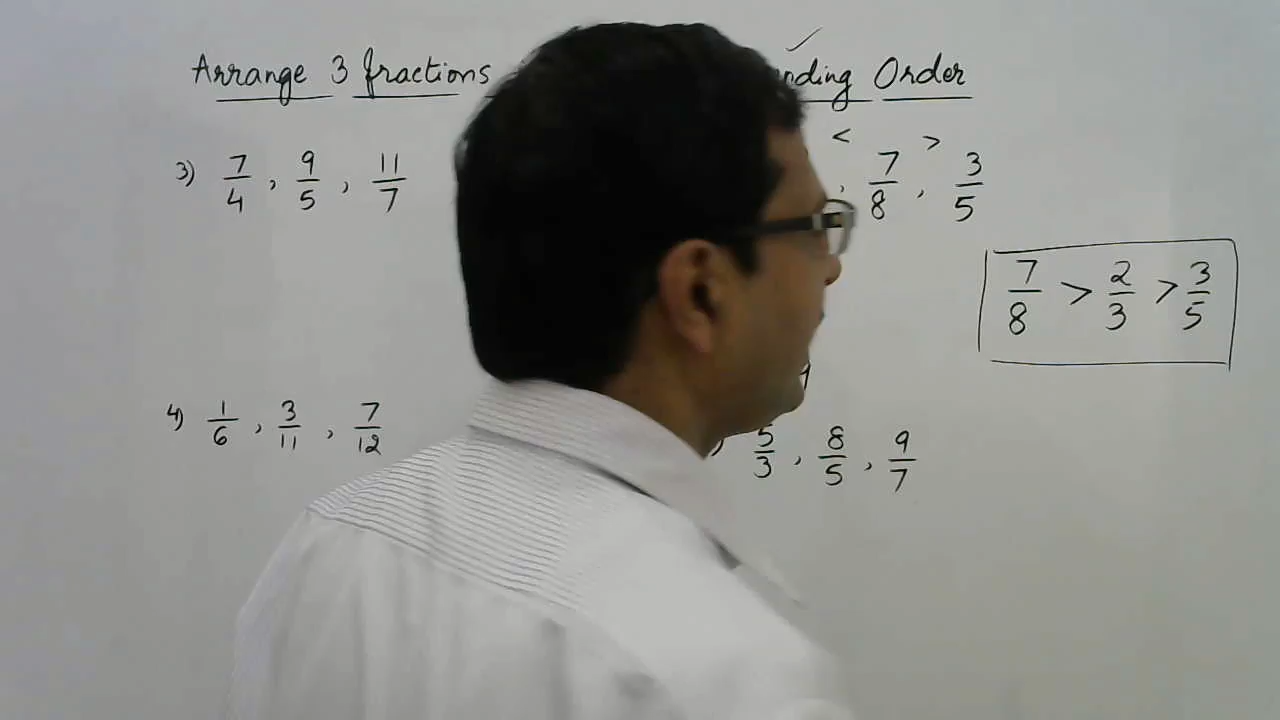 Arrange 3 fractions nding Order
3) 7/4 , 9/5 , 11/7
< >
, 7/8 , 3/5
7/8 > 2/3 > 3/5
4) 1/6 , 3/11 , 7/12
) 5/3 , 8/5 , 9/7